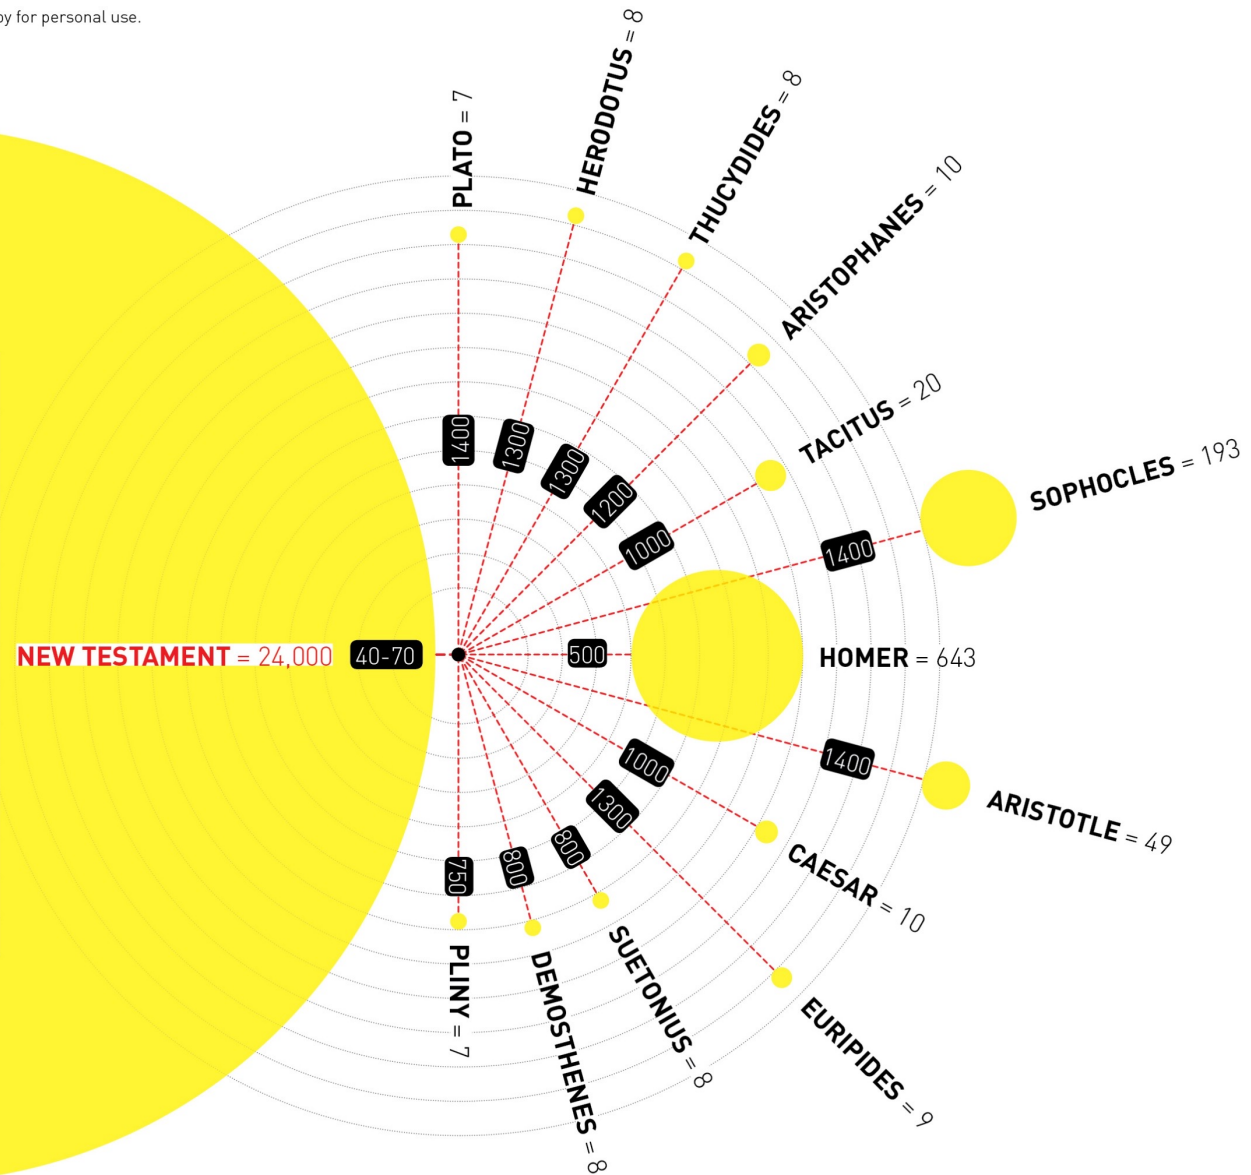 by for personal use.
PLATO = 7
HERODOTUS = 8
THUCYDIDES = 8
ARISTOPHANES = 10
TACITUS = 20
SOPHOCLES = 193
1400
1300
1300
1200
1000
1400
NEW TESTAMENT = 24,000
40-70
500
HOMER = 643
1400
ARISTOTLE = 49
1000
CAESAR = 10
1300
EURIPIDES = 9
800
SUETONIUS = 8
800
DEMOSTHENES = 8
750
PLINY = 7